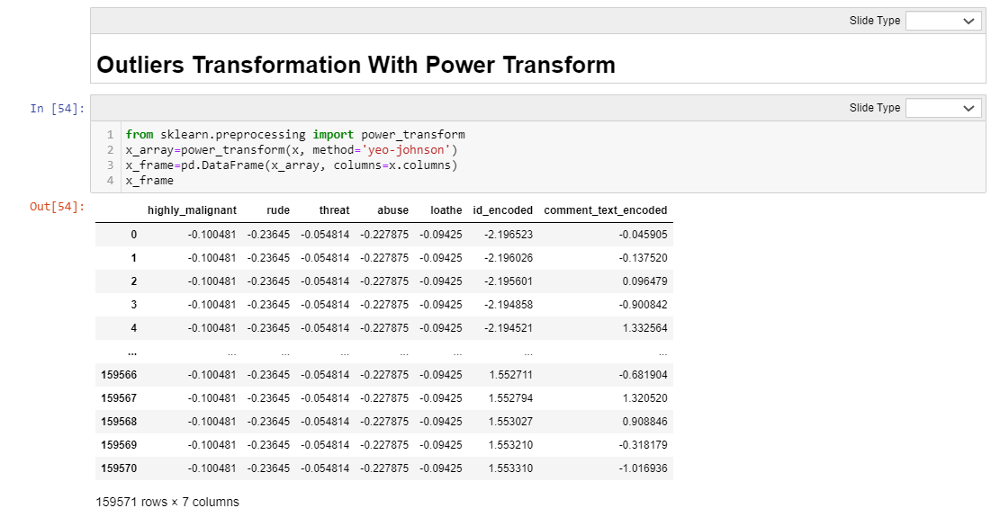 Slide Type
Outliers Transformation With Power Transform
In [54]:
Slide Type
1 from sklearn.preprocessing import power_transform
2 x_array=power_transform(x, method='yeo-johnson')
3 x_frame=pd.DataFrame(x_array, columns=x.columns)
4 x_frame
Out[54]:
highly_malignant rude threat abuse loathe id_encoded comment_text_encoded
0 -0.100481 -0.23645 -0.054814 -0.227875 -0.09425 -2.196523 -0.045905
1 -0.100481 -0.23645 -0.054814 -0.227875 -0.09425 -2.196026 -0.137520
2 -0.100481 -0.23645 -0.054814 -0.227875 -0.09425 -2.195601 0.096479
3 -0.100481 -0.23645 -0.054814 -0.227875 -0.09425 -2.194858 -0.900842
4 -0.100481 -0.23645 -0.054814 -0.227875 -0.09425 -2.194521 1.332564
... ... ... ... ... ... ... ...
159566 -0.100481 -0.23645 -0.054814 -0.227875 -0.09425 1.552711 -0.681904
159567 -0.100481 -0.23645 -0.054814 -0.227875 -0.09425 1.552794 1.320520
159568 -0.100481 -0.23645 -0.054814 -0.227875 -0.09425 1.553027 0.908846
159569 -0.100481 -0.23645 -0.054814 -0.227875 -0.09425 1.553210 -0.318179
159570 -0.100481 -0.23645 -0.054814 -0.227875 -0.09425 1.553310 -1.016936
159571 rows × 7 columns